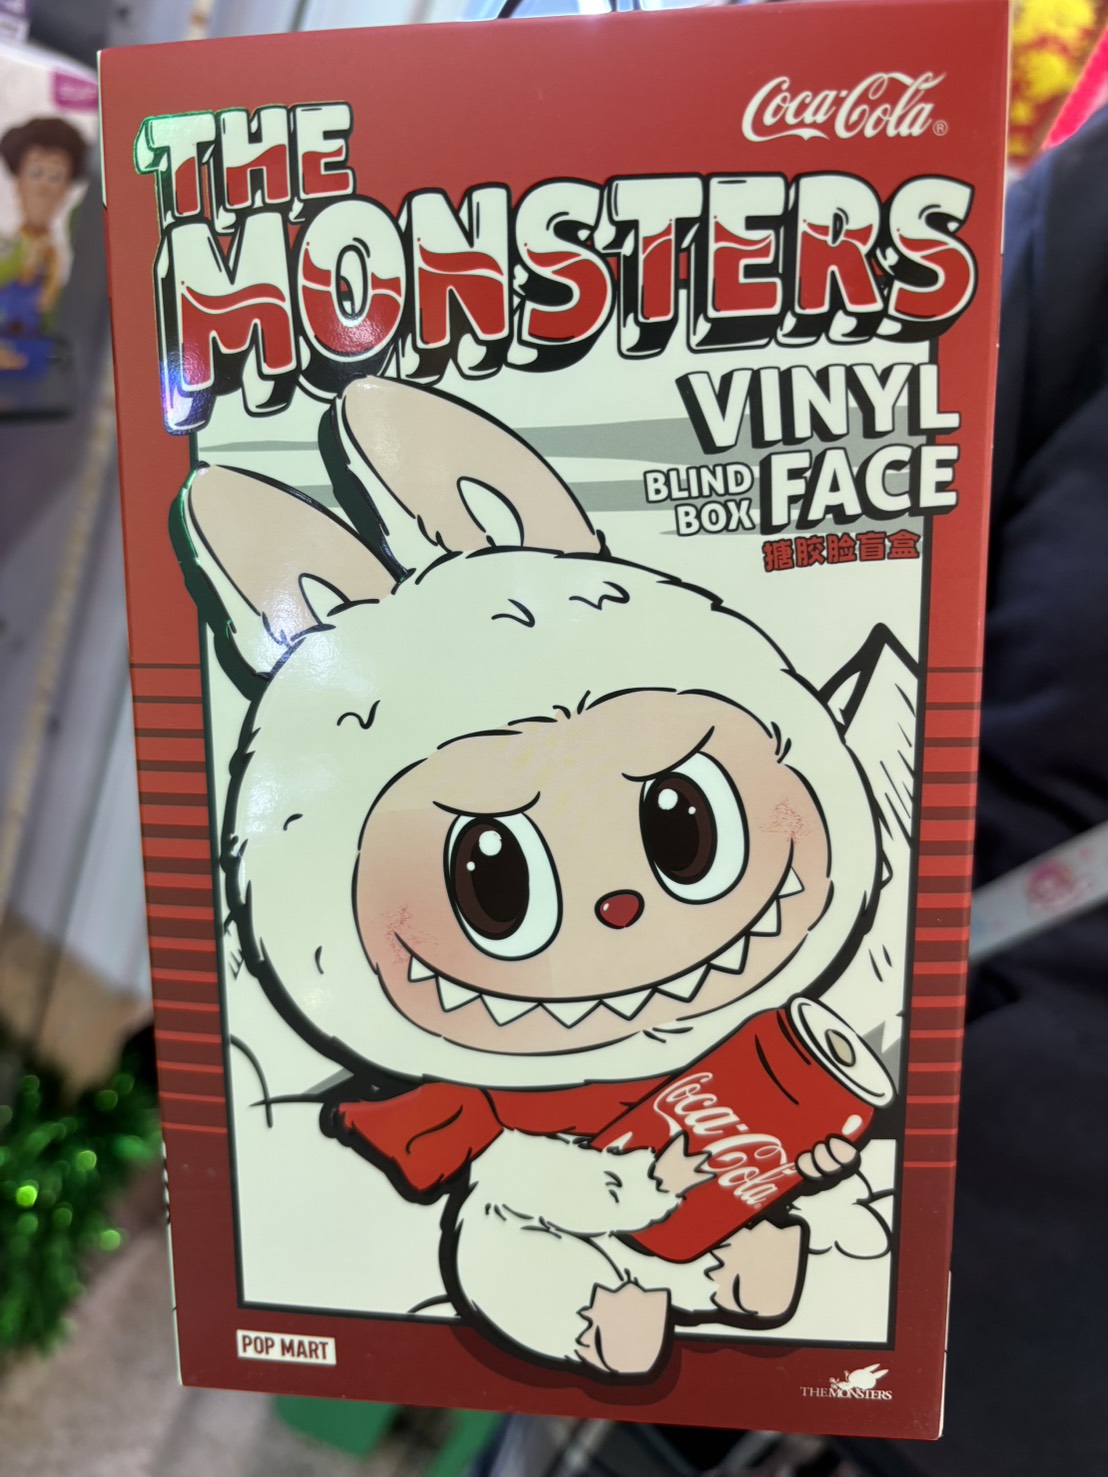 Coca-Cola®
THE
MONSTERS
VINYL
BLIND BOX FACE
搪胶脸盲盒
Coca-Cola
POP MART
THE MONSTERS